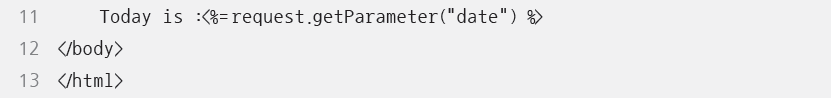 11 Today is :<%=request.getParameter("date") %>
12 </body>
13 </html>